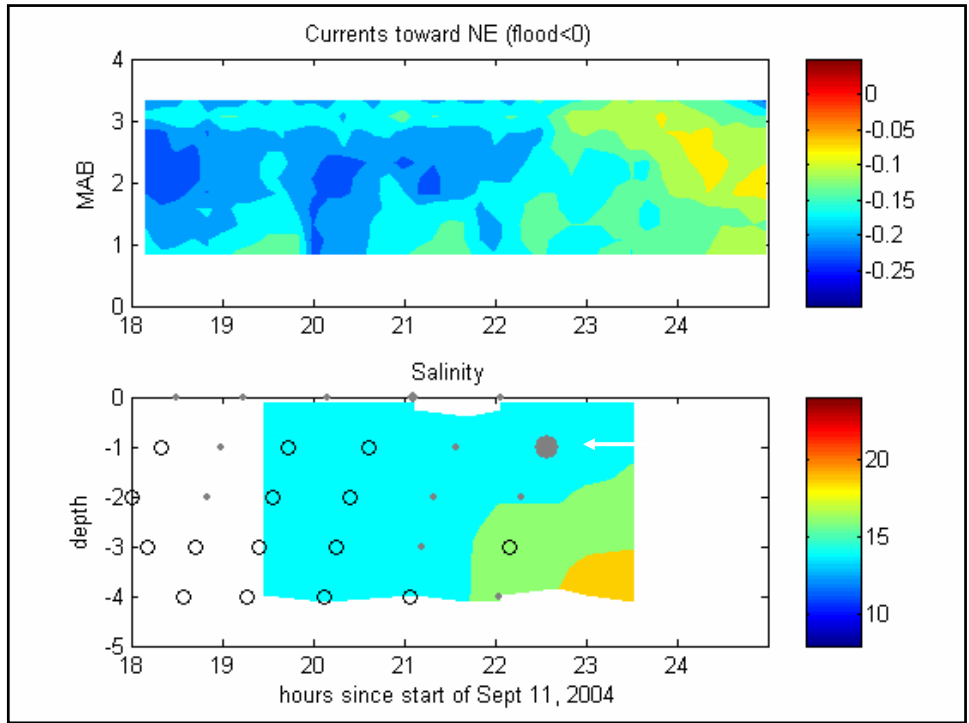 Currents toward NE (flood<0)
MAB
4
3
2
1
0
18 19 20 21 22 23 24
0
-0.05
-0.1
-0.15
-0.2
-0.25
Salinity
depth
0
-1
-2
-3
-4
-5
18 19 20 21 22 23 24
hours since start of Sept 11, 2004
20
15
10